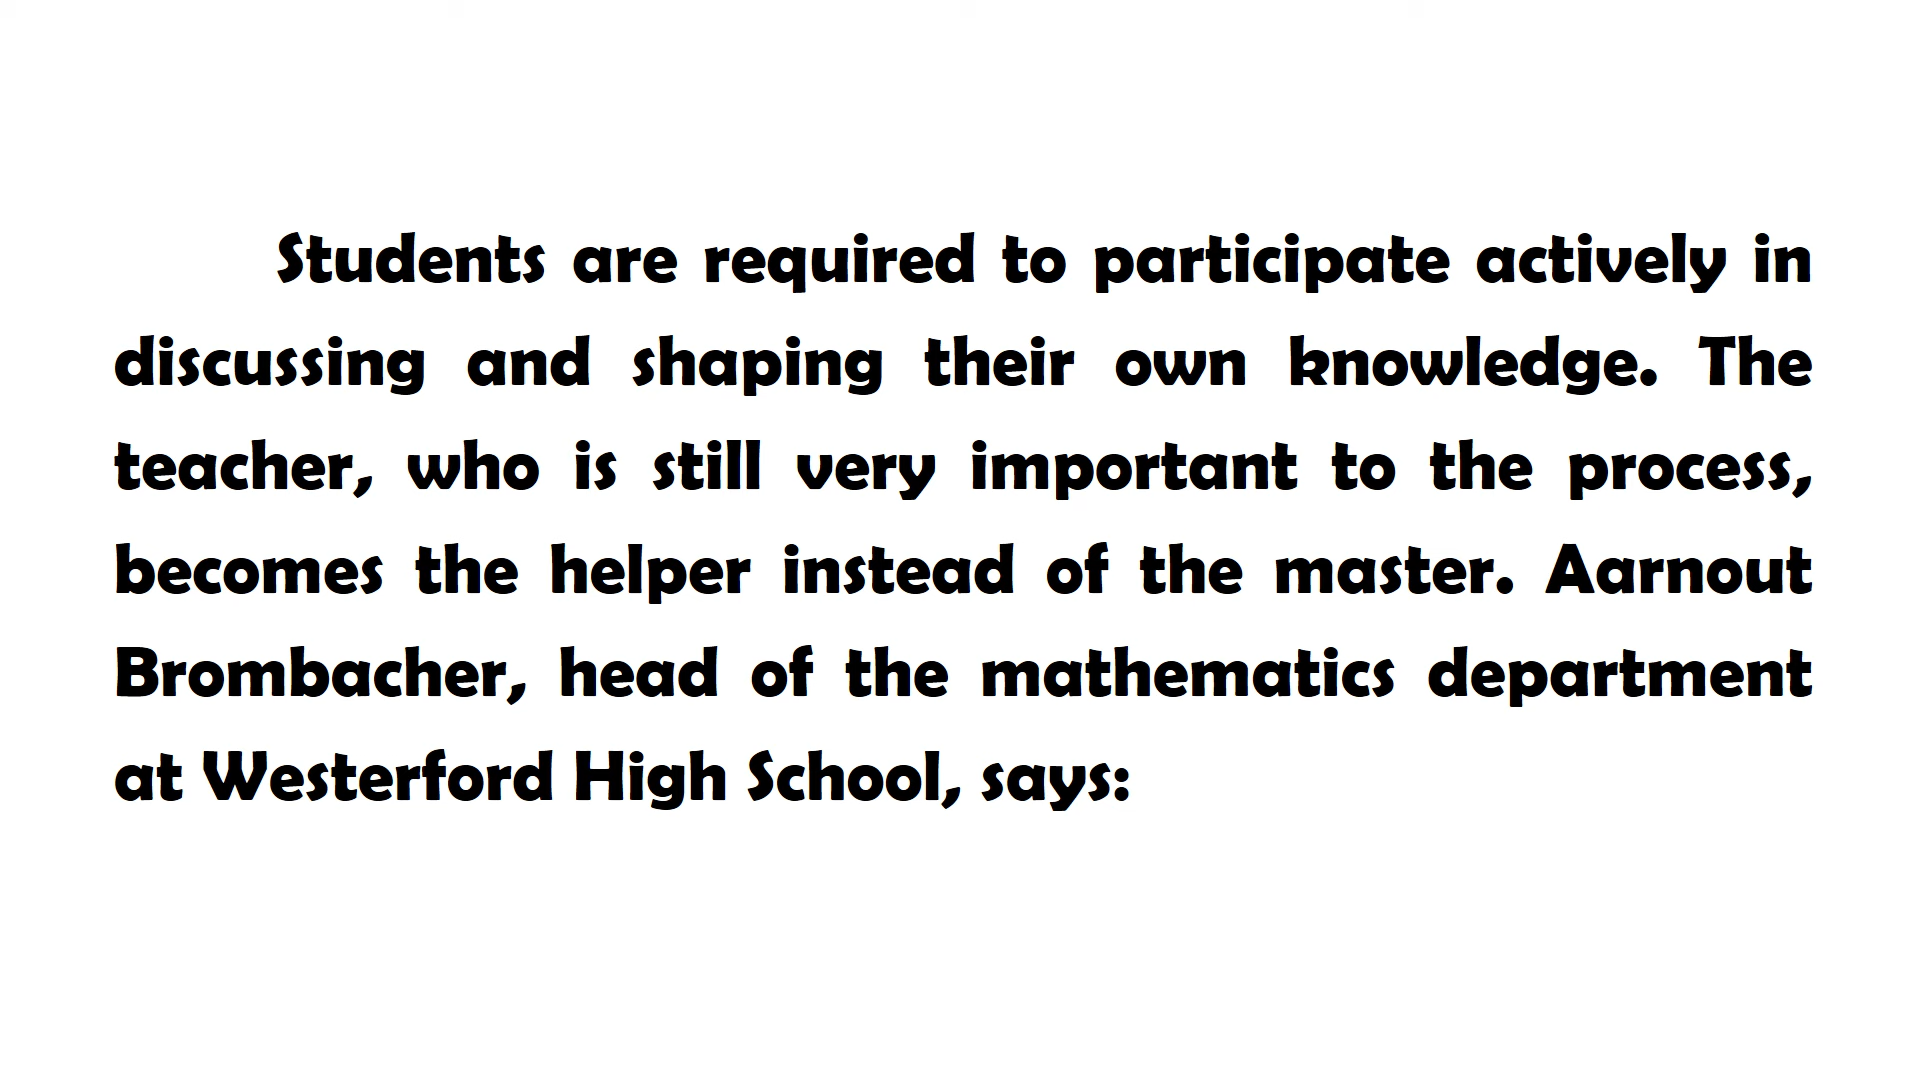 Students are required to participate actively in
discussing and shaping their own knowledge. The
teacher, who is still very important to the process,
becomes the helper instead of the master. Aarnout
Brombacher, head of the mathematics department
at Westerford High School, says: